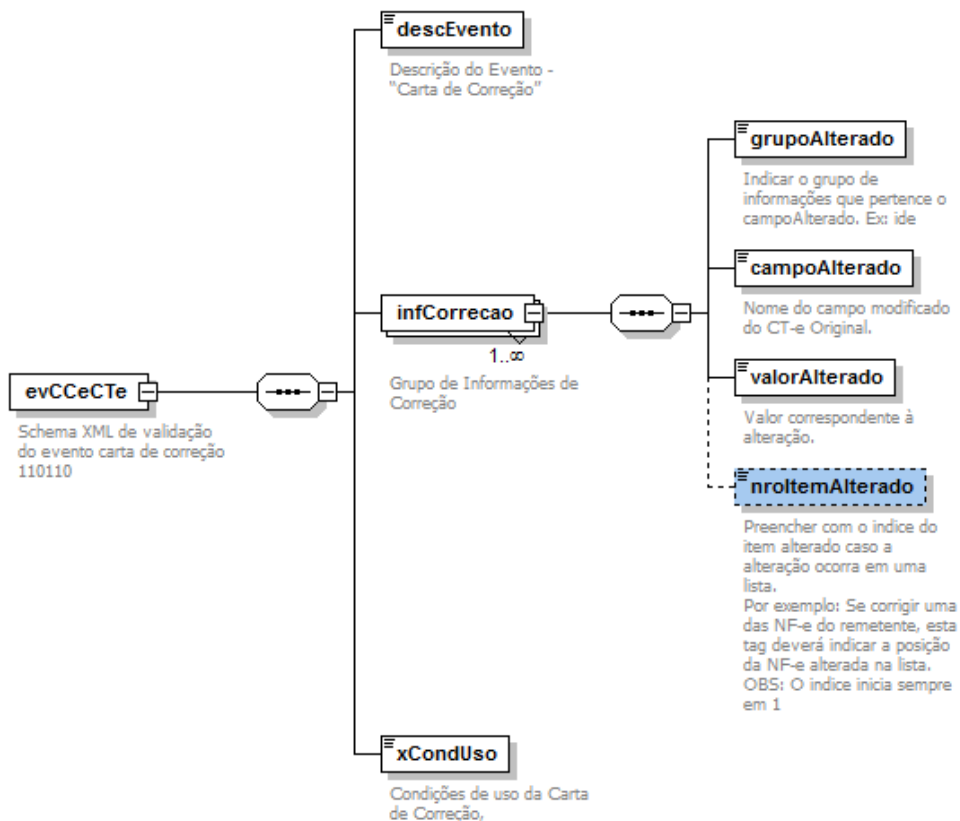 descEvento
Descrição do Evento -
"Carta de Correção"
grupoAlterado
Indicar o grupo de
informações que pertence o
campoAlterado. Ex: ide
campoAlterado
Nome do campo modificado
do CT-e Original.
infCorrecao
1..∞
Grupo de Informações de
Correção
valorAlterado
Valor correspondente à
alteração.
evCCeCTe
Schema XML de validação
do evento carta de correção
110110
nroItemAlterado
Preencher com o indice do
item alterado caso a
alteração ocorra em uma
lista.
Por exemplo: Se corrigir uma
das NF-e do remetente, esta
tag deverá indicar a posição
da NF-e alterada na lista.
OBS: O indice inicia sempre
em 1
xCondUso
Condições de uso da Carta
de Correção,